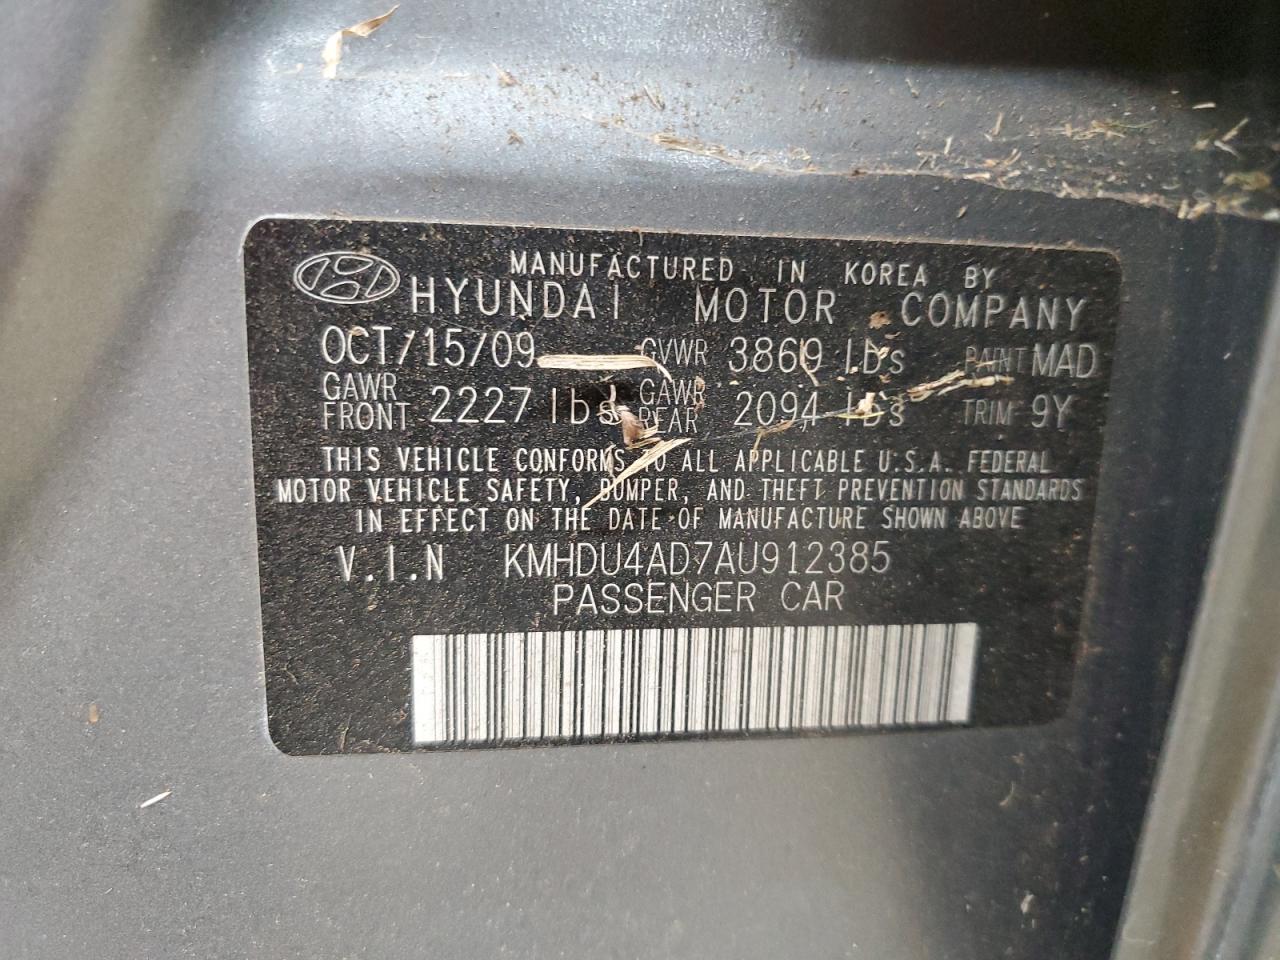 MANUFACTURED IN KOREA BY
HYUNDAI MOTOR COMPANY
OCT/15/09 GVWR 3869 lbs PAINT MAD
GAWR FRONT 2227 lbs GAWR REAR 2094 lbs TRIM 9Y
THIS VEHICLE CONFORMS TO ALL APPLICABLE U.S.A. FEDERAL
MOTOR VEHICLE SAFETY, BUMPER, AND THEFT PREVENTION STANDARDS
IN EFFECT ON THE DATE OF MANUFACTURE SHOWN ABOVE
V.I.N KMHDU4AD7AU912385
PASSENGER CAR